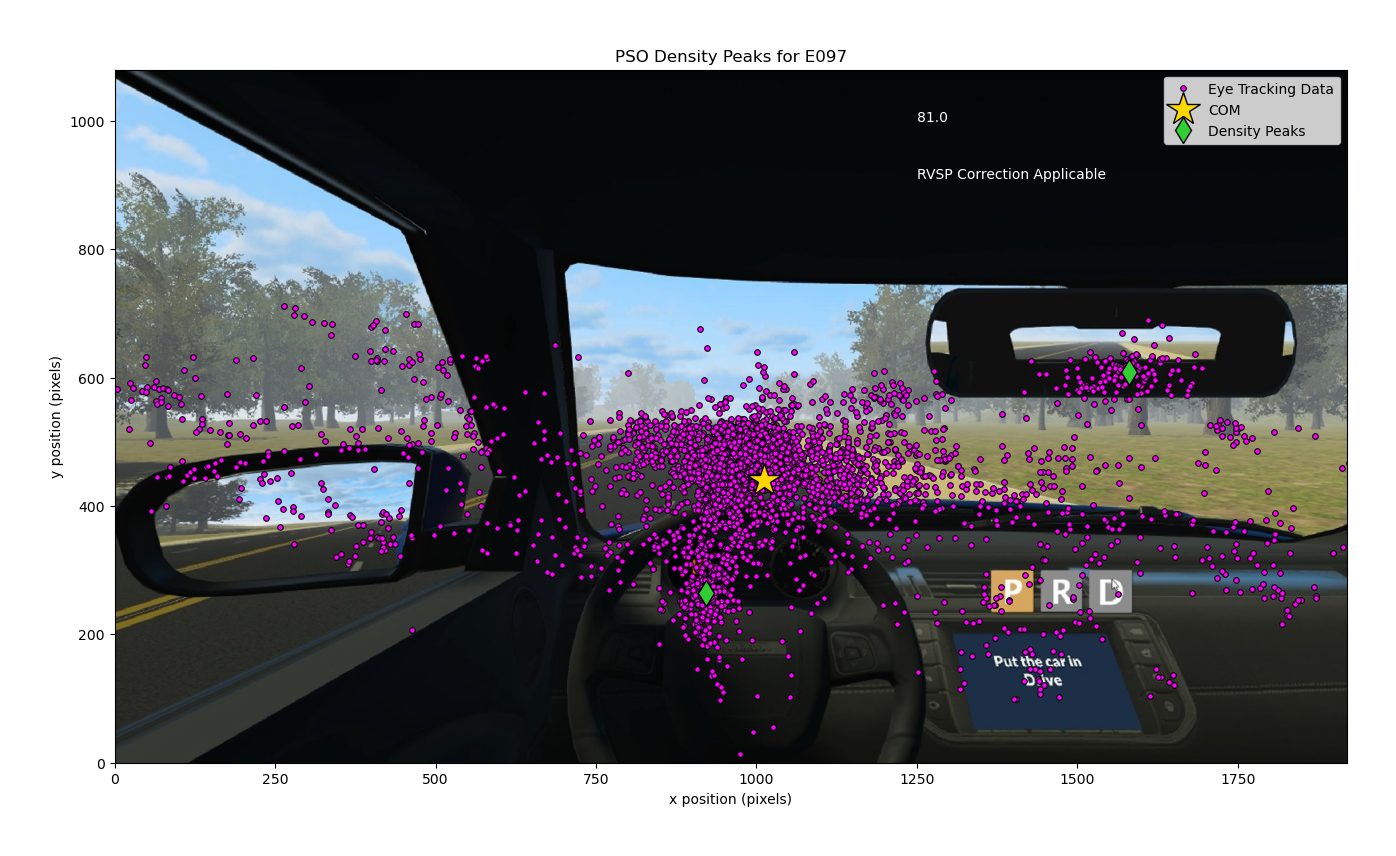 PSO Density Peaks for E097
Eye Tracking Data
COM
Density Peaks
81.0
RVSP Correction Applicable
1000
800
600
400
200
0
y position (pixels)
P R D
Put the car in
Drive
0 250 500 750 1000 1250 1500 1750
x position (pixels)